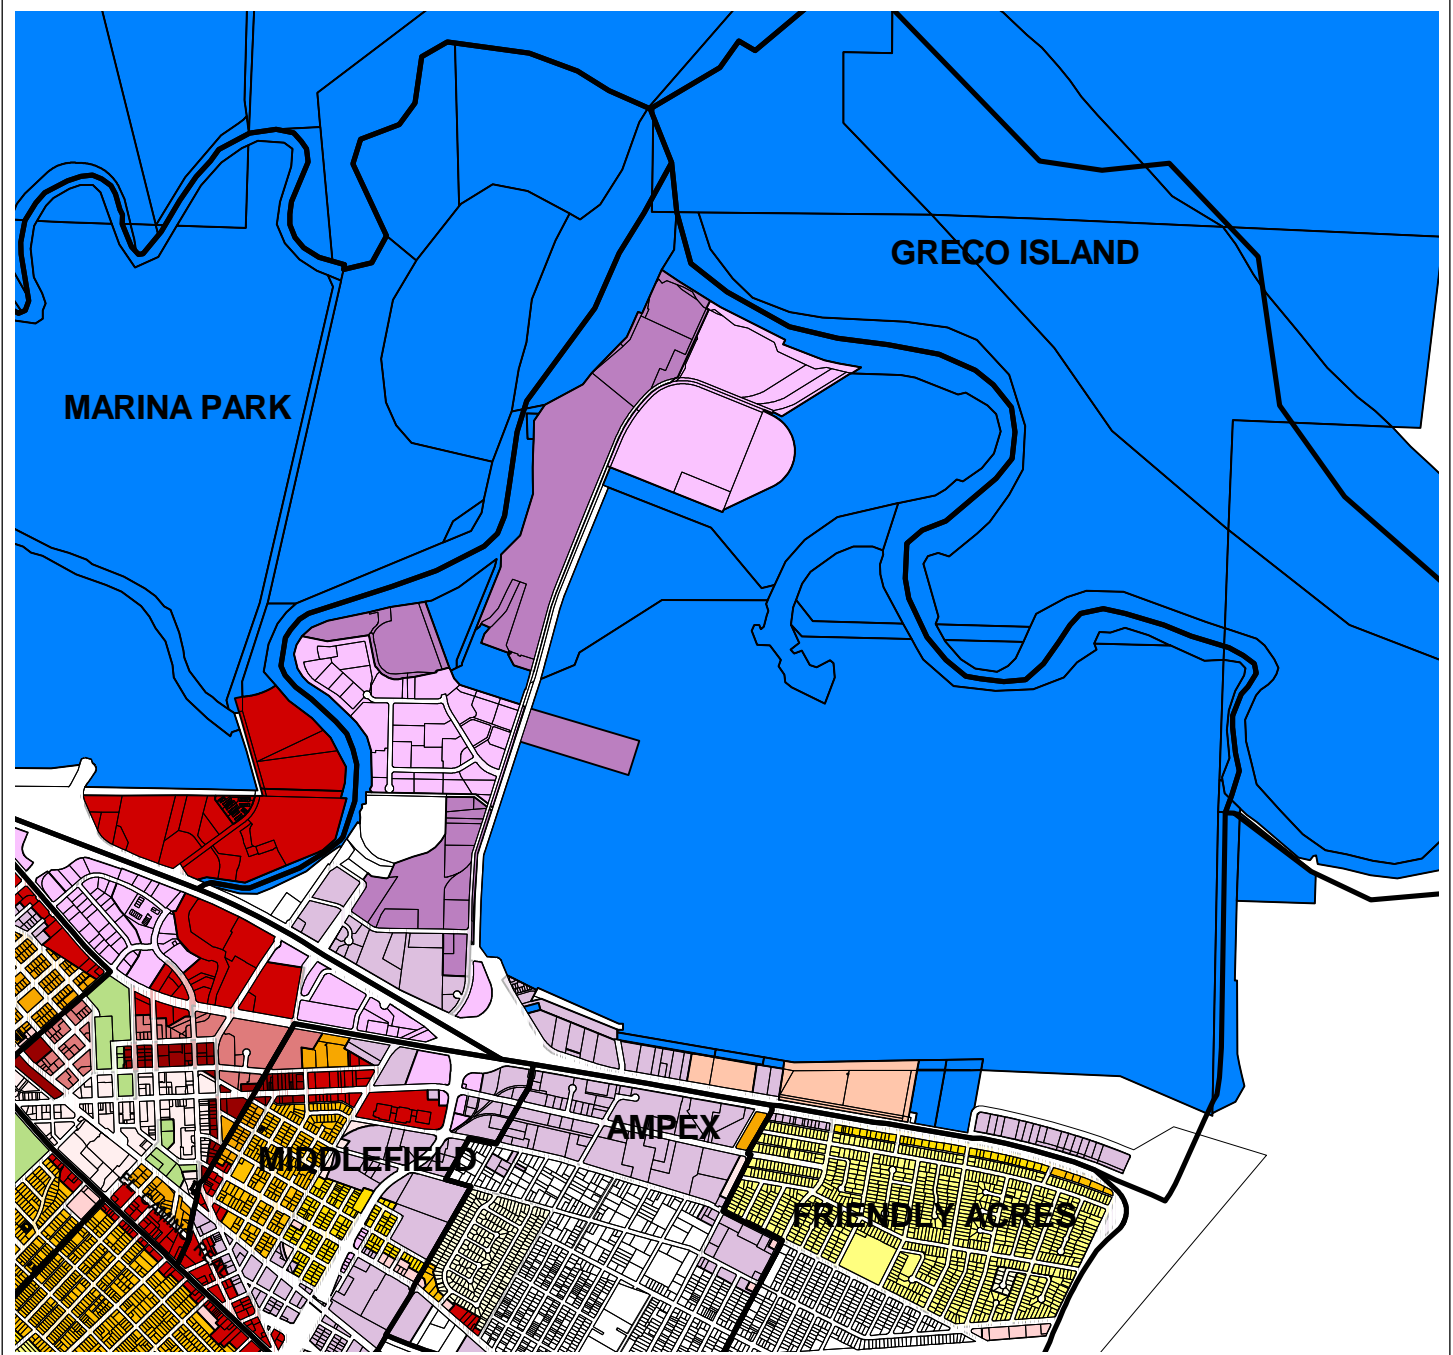 GRECO ISLAND
MARINA PARK
AMPEX
MIDDLEFIELD
FRIENDLY ACRES